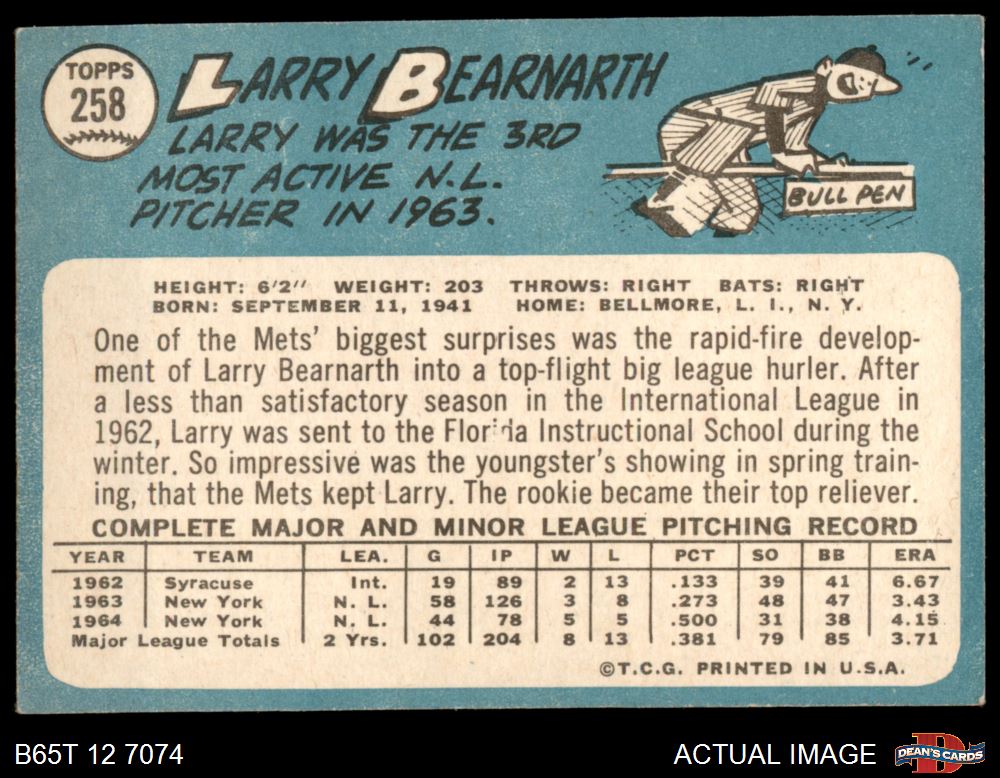 TOPPS
258
LARRY BEARNARTH
LARRY WAS THE 3RD
MOST ACTIVE N.L.
PITCHER IN 1963.
BULL PEN
HEIGHT: 6'2" WEIGHT: 203 THROWS: RIGHT BATS: RIGHT
BORN: SEPTEMBER 11, 1941 HOME: BELLMORE, L. I., N. Y.
One of the Mets' biggest surprises was the rapid-fire develop-
ment of Larry Bearnarth into a top-flight big league hurler. After
a less than satisfactory season in the International League in
1962, Larry was sent to the Florida Instructional School during the
winter. So impressive was the youngster's showing in spring train-
ing, that the Mets kept Larry. The rookie became their top reliever.
COMPLETE MAJOR AND MINOR LEAGUE PITCHING RECORD
YEAR TEAM LEA. G IP W L PCT SO BB ERA
1962 Syracuse Int. 19 89 2 13 .133 39 41 6.67
1963 New York N. L. 58 126 3 8 .273 48 47 3.43
1964 New York N. L. 44 78 5 5 .500 31 38 4.15
Major League Totals 2 Yrs. 102 204 8 13 .381 79 85 3.71
©T.C.G. PRINTED IN U.S.A.
B65T 12 7074
ACTUAL IMAGE
D
DEAN'S CARDS